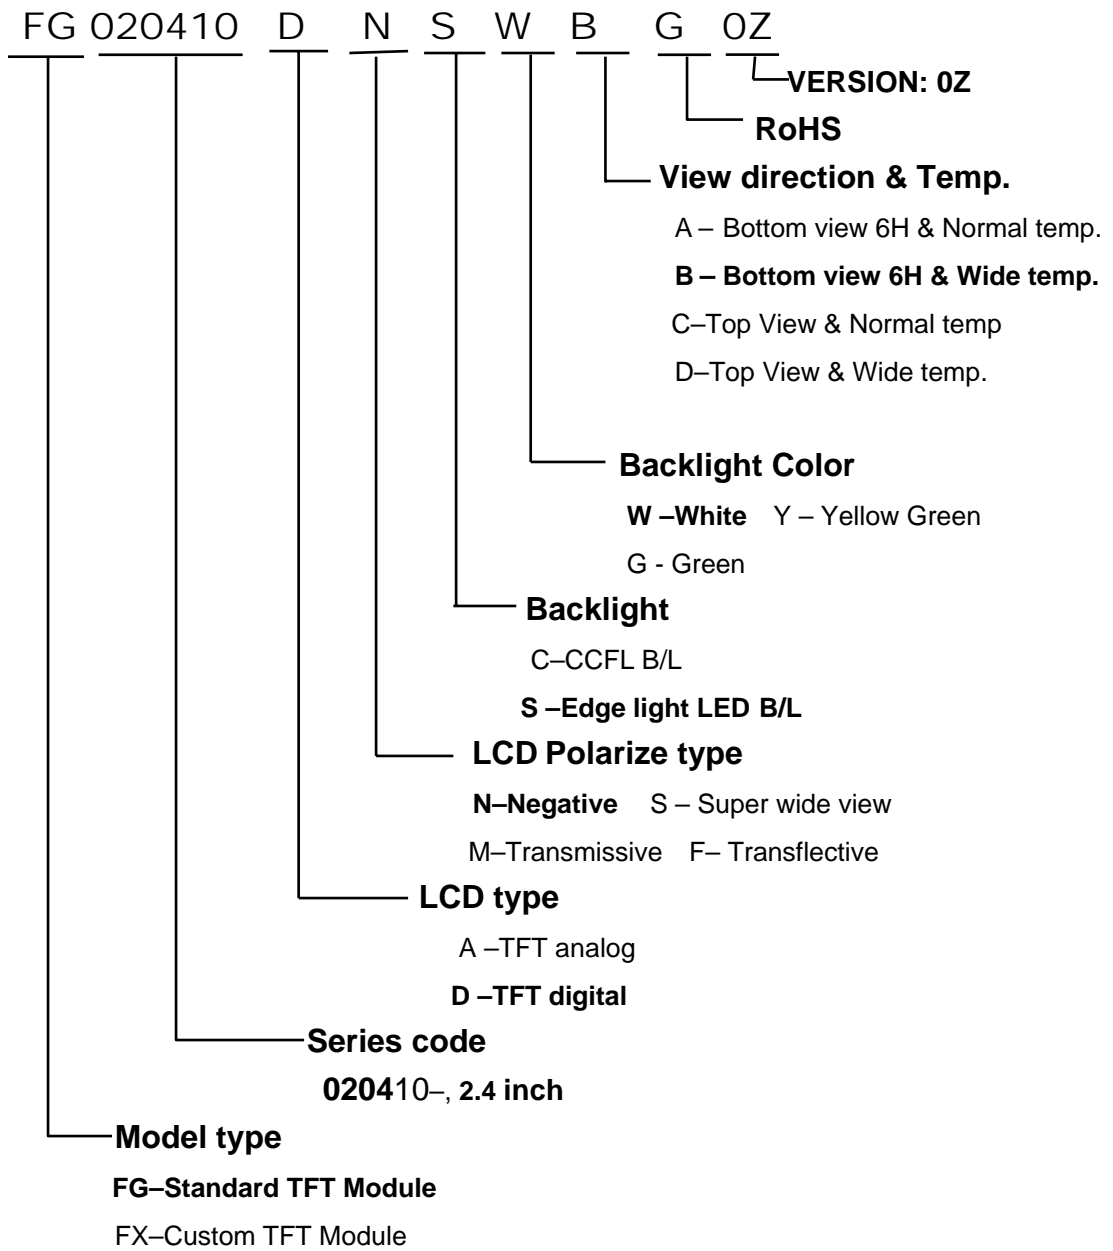 FG 020410 D N S W B G 0Z
VERSION: 0Z
RoHS
View direction & Temp.
A – Bottom view 6H & Normal temp.
B – Bottom view 6H & Wide temp.
C–Top View & Normal temp
D–Top View & Wide temp.
Backlight Color
W –White Y – Yellow Green
G - Green
Backlight
C–CCFL B/L
S –Edge light LED B/L
LCD Polarize type
N–Negative S – Super wide view
M–Transmissive F– Transflective
LCD type
A –TFT analog
D –TFT digital
Series code
020410–, 2.4 inch
Model type
FG–Standard TFT Module
FX–Custom TFT Module